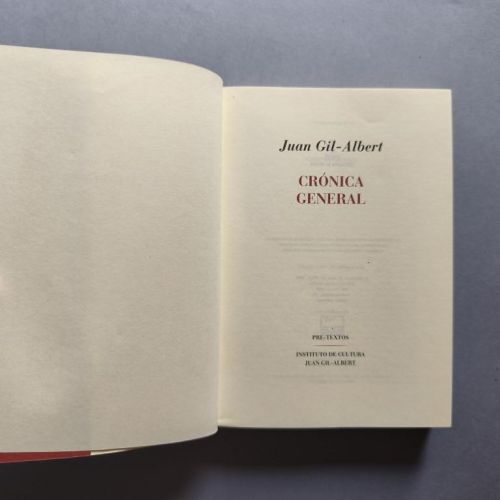 Juan Gil-Albert
CRÓNICA
GENERAL
PRE-TEXTOS
INSTITUTO DE CULTURA
JUAN GIL-ALBERT